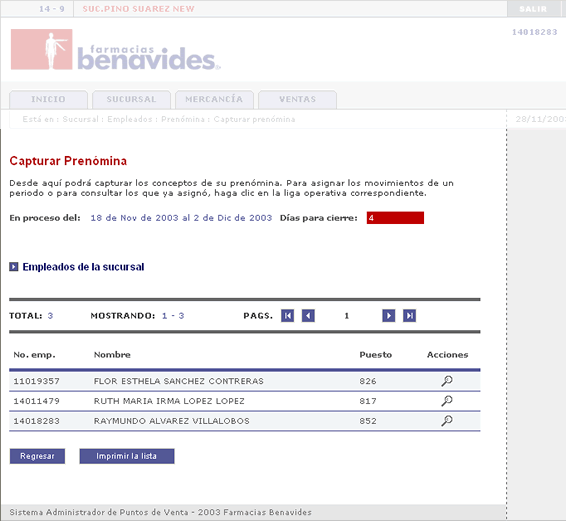 14 - 9 SUC.PINO SUAREZ NEW SALIR
14018283
farmacias
benavides
INICIO SUCURSAL MERCANCÍA VENTAS
Está en : Sucursal : Empleados : Prenómina : Capturar prenómina 28/11/200
Capturar Prenómina
Desde aquí podrá capturar los conceptos de su prenómina. Para asignar los movimientos de un
periodo o para consultar los que ya asignó, haga clic en la liga operativa correspondiente.
En proceso del: 18 de Nov de 2003 al 2 de Dic de 2003 Días para cierre: 4
Empleados de la sucursal
TOTAL: 3 MOSTRANDO: 1 - 3 PAGS. 1
No. emp. Nombre Puesto Acciones
11019357 FLOR ESTHELA SANCHEZ CONTRERAS 826
14011479 RUTH MARIA IRMA LOPEZ LOPEZ 817
14018283 RAYMUNDO ALVAREZ VILLALOBOS 852
Regresar Imprimir la lista
Sistema Administrador de Puntos de Venta - 2003 Farmacias Benavides